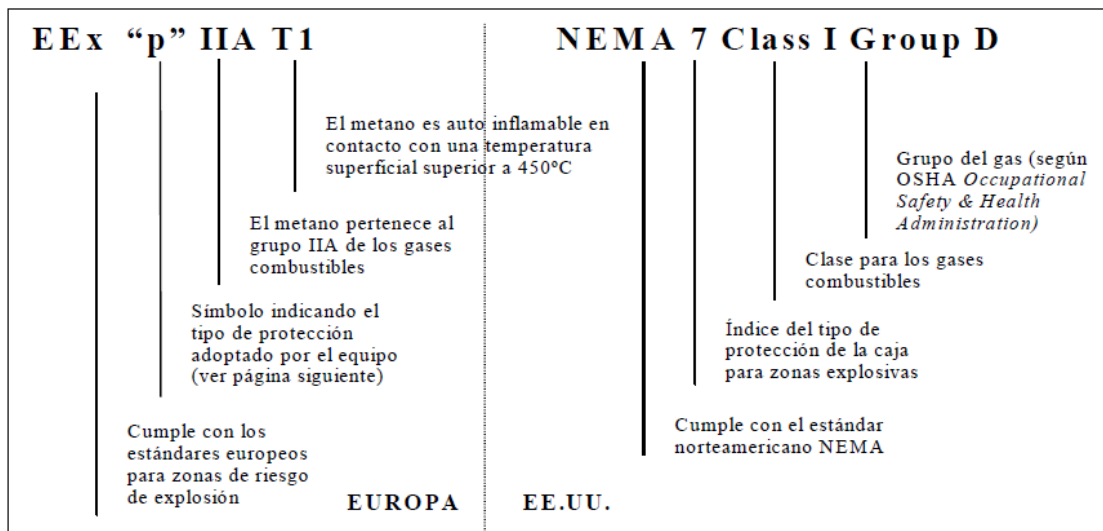 EEx “p” IIA T1
El metano es auto inflamable en
contacto con una temperatura
superficial superior a 450ºC
El metano pertenece al
grupo IIA de los gases
combustibles
Símbolo indicando el
tipo de protección
adoptado por el equipo
(ver página siguiente)
Cumple con los
estándares europeos
para zonas de riesgo
de explosión
EUROPA
NEMA 7 Class I Group D
Grupo del gas (según
OSHA Occupational
Safety & Health
Administration)
Clase para los gases
combustibles
Índice del tipo de
protección de la caja
para zonas explosivas
Cumple con el estándar
norteamericano NEMA
EE.UU.